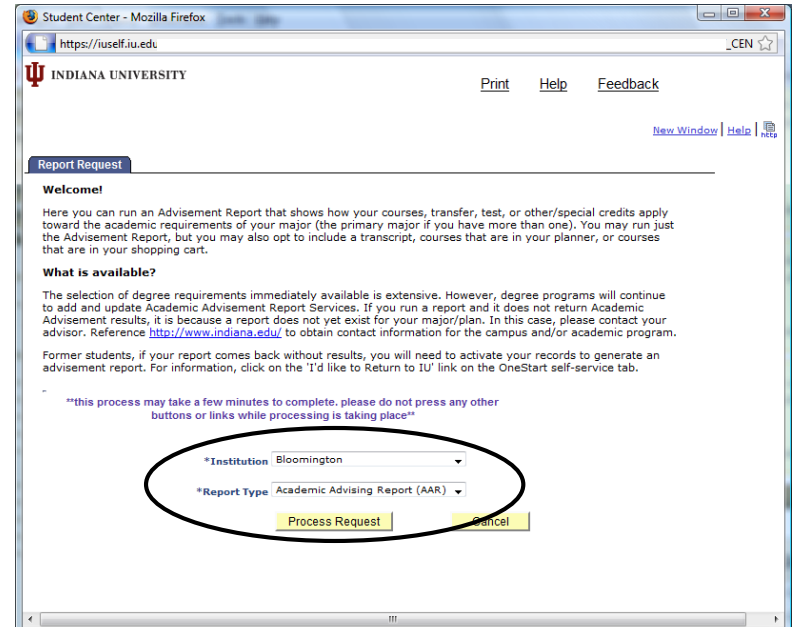 Student Center - Mozilla Firefox
https://iuself.iu.edu _CEN
INDIANA UNIVERSITY
Print Help Feedback
New Window | Help |
http
Report Request
Welcome!
Here you can run an Advisement Report that shows how your courses, transfer, test, or other/special credits apply
toward the academic requirements of your major (the primary major if you have more than one). You may run just
the Advisement Report, but you may also opt to include a transcript, courses that are in your planner, or courses
that are in your shopping cart.
What is available?
The selection of degree requirements immediately available is extensive. However, degree programs will continue
to add and update Academic Advisement Report Services. If you run a report and it does not return Academic
Advisement results, it is because a report does not yet exist for your major/plan. In this case, please contact your
advisor. Reference http://www.indiana.edu/ to obtain contact information for the campus and/or academic program.
Former students, if your report comes back without results, you will need to activate your records to generate an
advisement report. For information, click on the 'I'd like to Return to IU' link on the OneStart self-service tab.
**this process may take a few minutes to complete. please do not press any other
buttons or links while processing is taking place**
*Institution Bloomington
*Report Type Academic Advising Report (AAR)
Process Request Cancel